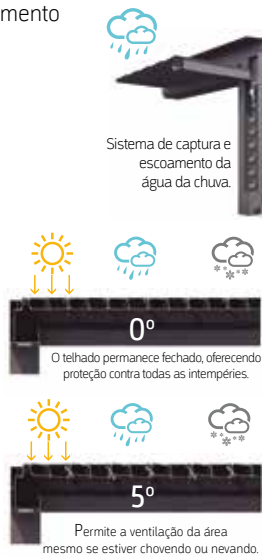 mento
Sistema de captura e
escoamento da
água da chuva.
0º
O telhado permanece fechado, oferecendo
proteção contra todas as intempéries.
5º
Permite a ventilação da área
mesmo se estiver chovendo ou nevando.